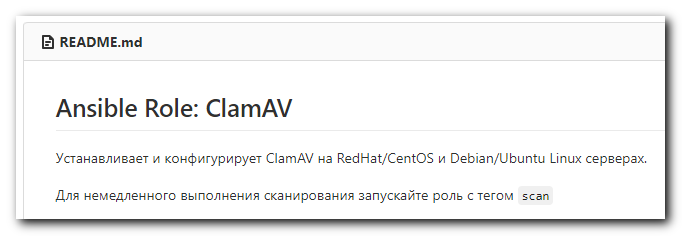 README.md
Ansible Role: ClamAV
Устанавливает и конфигурирует ClamAV на RedHat/CentOS и Debian/Ubuntu Linux серверах.
Для немедленного выполнения сканирования запускайте роль с тегом scan